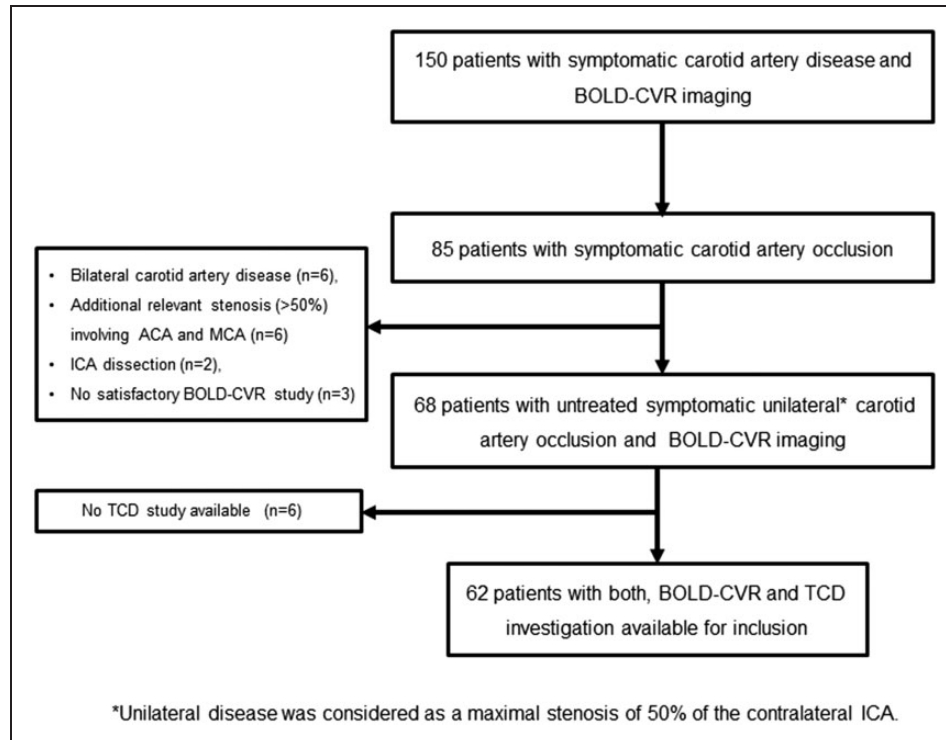 150 patients with symptomatic carotid artery disease and
BOLD-CVR imaging
85 patients with symptomatic carotid artery occlusion
• Bilateral carotid artery disease (n=6),
• Additional relevant stenosis (>50%)
involving ACA and MCA (n=6)
• ICA dissection (n=2),
• No satisfactory BOLD-CVR study (n=3)
68 patients with untreated symptomatic unilateral* carotid
artery occlusion and BOLD-CVR imaging
No TCD study available (n=6)
62 patients with both, BOLD-CVR and TCD
investigation available for inclusion
*Unilateral disease was considered as a maximal stenosis of 50% of the contralateral ICA.